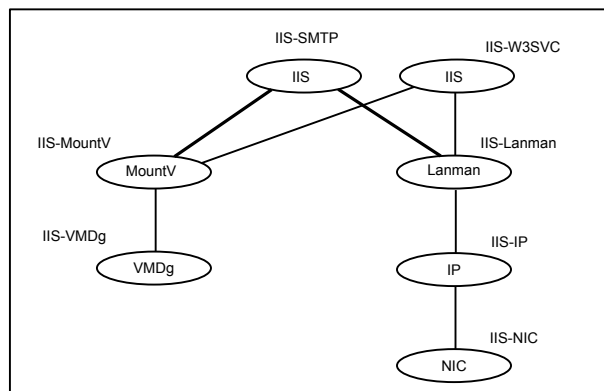 IIS-SMTP
IIS-W3SVC
IIS
IIS
IIS-MountV
IIS-Lanman
MountV
Lanman
IIS-VMDg
IIS-IP
VMDg
IP
IIS-NIC
NIC